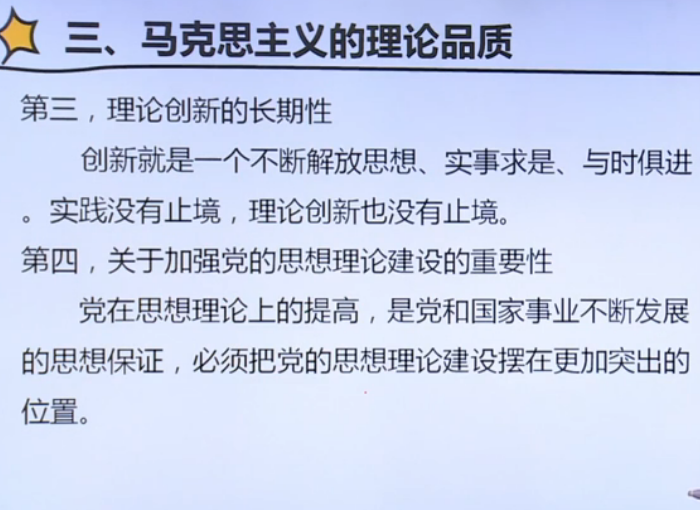 三、马克思主义的理论品质
第三，理论创新的长期性
创新就是一个不断解放思想、实事求是、与时俱进
。实践没有止境，理论创新也没有止境。
第四，关于加强党的思想理论建设的重要性
党在思想理论上的提高，是党和国家事业不断发展
的思想保证，必须把党的思想理论建设摆在更加突出的
位置。